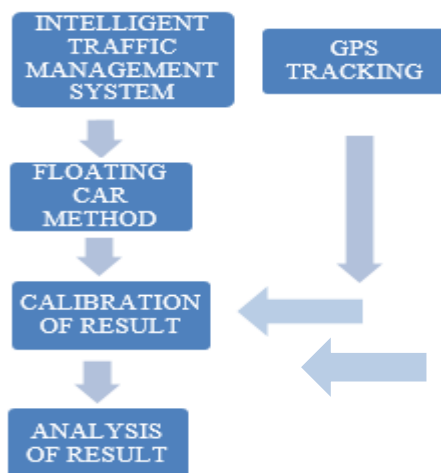 INTELLIGENT
TRAFFIC
MANAGEMENT
SYSTEM
GPS
TRACKING
FLOATING
CAR
METHOD
CALIBRATION
OF RESULT
ANALYSIS
OF RESULT